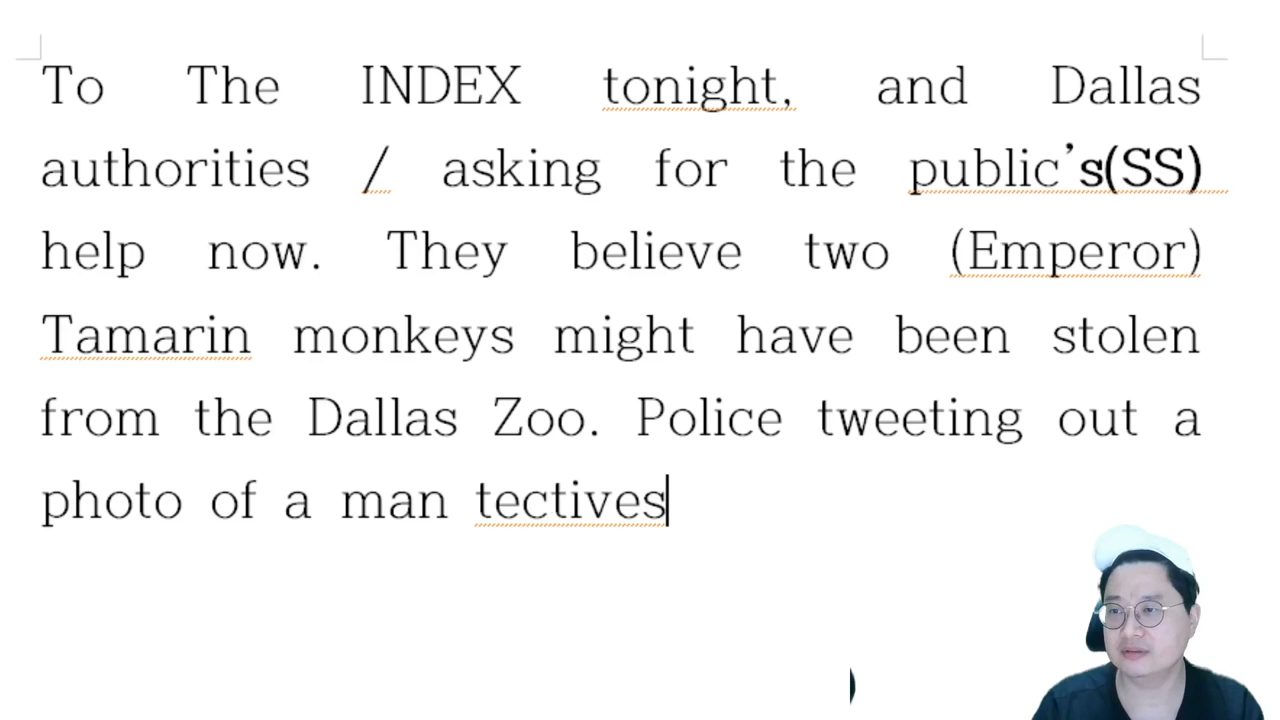 To The INDEX tonight, and Dallas
authorities / asking for the public’s(SS)
help now. They believe two (Emperor)
Tamarin monkeys might have been stolen
from the Dallas Zoo. Police tweeting out a
photo of a man tectives